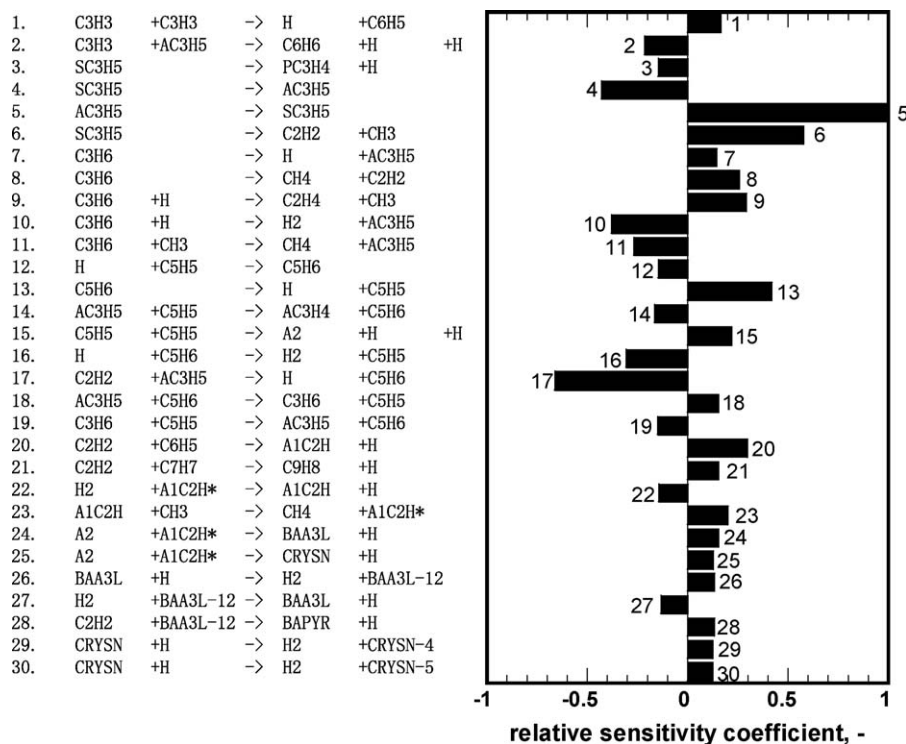 1. C3H3 +C3H3 -> H +C6H5 1
2. C3H3 +AC3H5 -> C6H6 +H +H 2
3. SC3H5 -> PC3H4 +H 3
4. SC3H5 -> AC3H5 4
5. AC3H5 -> SC3H5 5
6. SC3H5 -> C2H2 +CH3 6
7. C3H6 -> H +AC3H5 7
8. C3H6 -> CH4 +C2H2 8
9. C3H6 +H -> C2H4 +CH3 9
10. C3H6 +H -> H2 +AC3H5 10
11. C3H6 +CH3 -> CH4 +AC3H5 11
12. H +C5H5 -> C5H6 12
13. C5H6 -> H +C5H5 13
14. AC3H5 +C5H5 -> AC3H4 +C5H6 14
15. C5H5 +C5H5 -> A2 +H +H 15
16. H +C5H6 -> H2 +C5H5 16
17. C2H2 +AC3H5 -> H +C5H6 17
18. AC3H5 +C5H6 -> C3H6 +C5H5 18
19. C3H6 +C5H5 -> AC3H5 +C5H6 19
20. C2H2 +C6H5 -> A1C2H +H 20
21. C2H2 +C7H7 -> C9H8 +H 21
22. H2 +A1C2H* -> A1C2H +H 22
23. A1C2H +CH3 -> CH4 +A1C2H* 23
24. A2 +A1C2H* -> BAA3L +H 24
25. A2 +A1C2H* -> CRYSN +H 25
26. BAA3L +H -> H2 +BAA3L-12 26
27. H2 +BAA3L-12 -> BAA3L +H 27
28. C2H2 +BAA3L-12 -> BAPYR +H 28
29. CRYSN +H -> H2 +CRYSN-4 29
30. CRYSN +H -> H2 +CRYSN-5 30
-1 -0.5 0 0.5 1
relative sensitivity coefficient, -